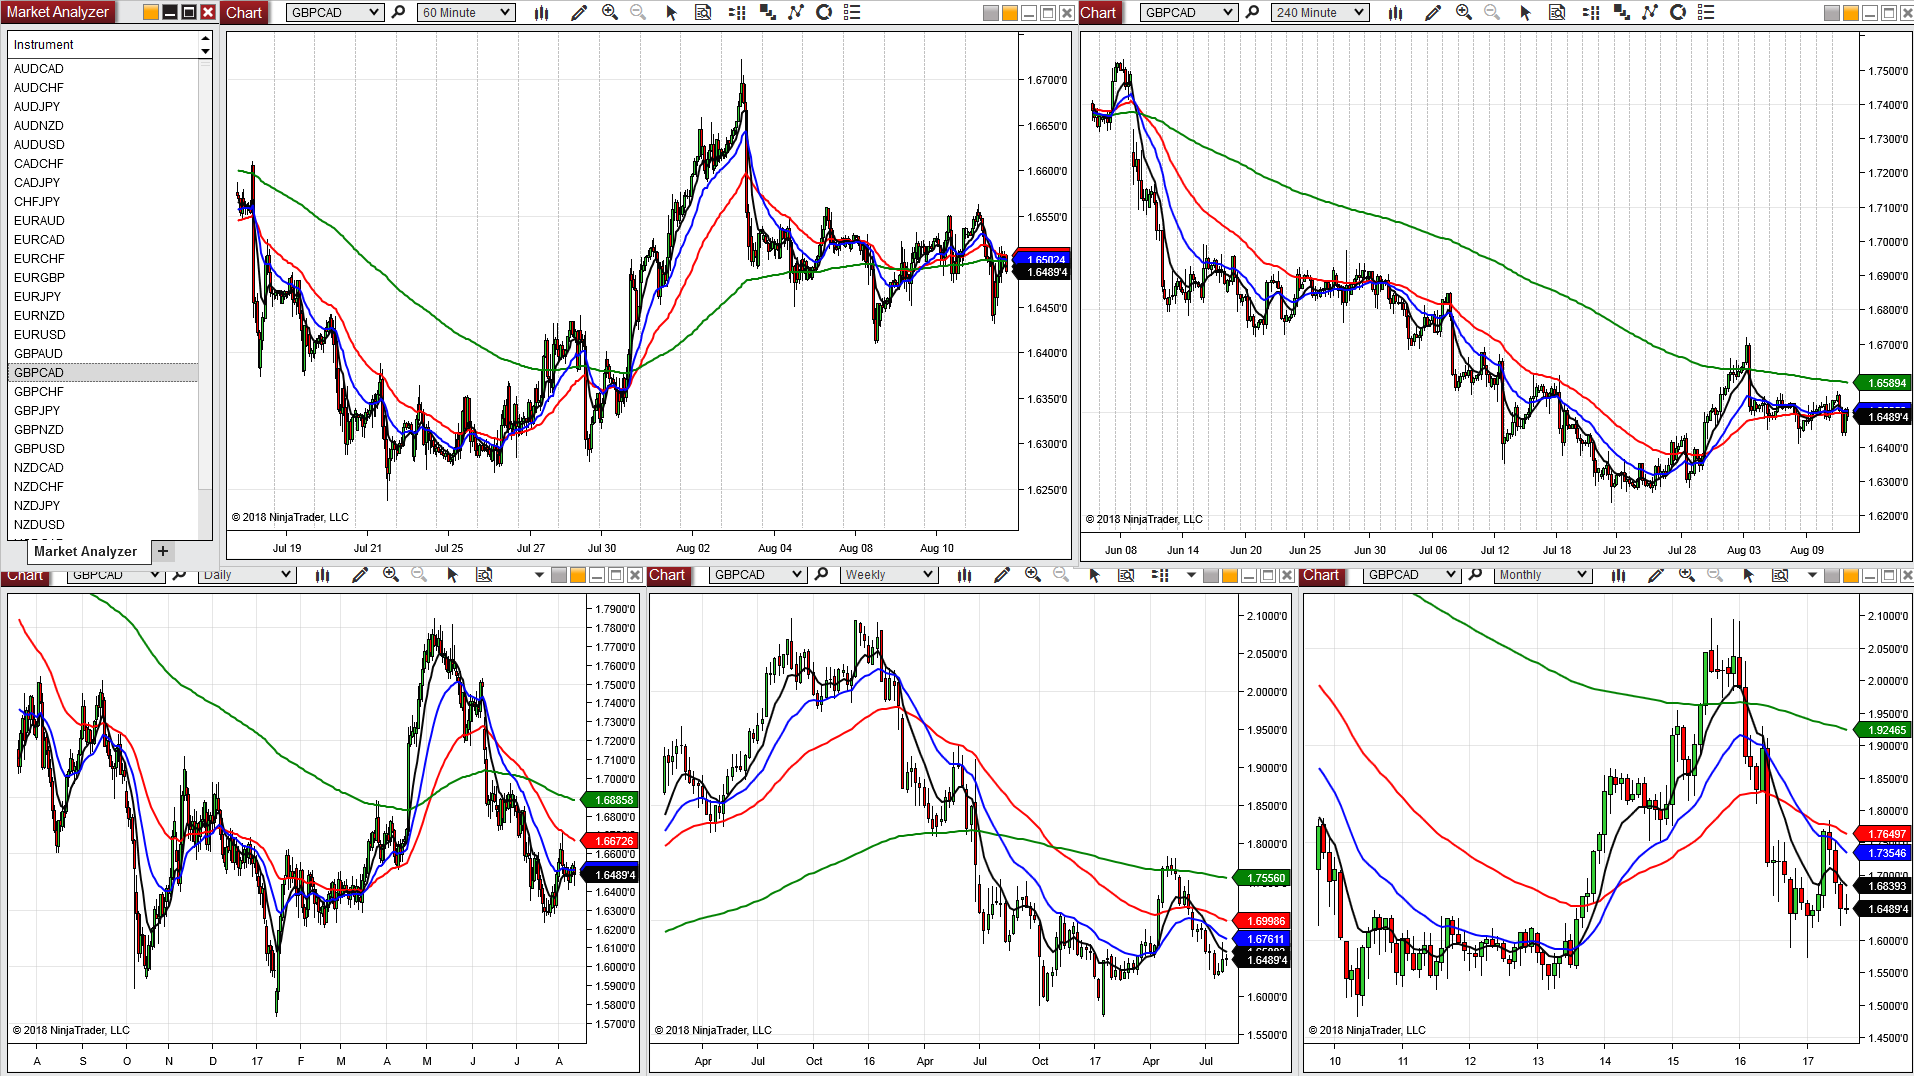 Market Analyzer
Instrument
AUDCAD
AUDCHF
AUDJPY
AUDNZD
AUDUSD
CADCHF
CADJPY
CHFJPY
EURAUD
EURCAD
EURCHF
EURGBP
EURJPY
EURNZD
EURUSD
GBPAUD
GBPCAD
GBPCHF
GBPJPY
GBPNZD
GBPUSD
NZDCAD
NZDCHF
NZDJPY
NZDUSD
Market Analyzer +
Chart GBPCAD 60 Minute
1.6700'0
1.6650'0
1.6600'0
1.6550'0
1.65024
1.6489'4
1.6450'0
1.6400'0
1.6350'0
1.6300'0
1.6250'0
© 2018 NinjaTrader, LLC
Jul 19 Jul 21 Jul 25 Jul 27 Jul 30 Aug 02 Aug 04 Aug 08 Aug 10
Chart GBPCAD 240 Minute
1.7500'0
1.7400'0
1.7300'0
1.7200'0
1.7100'0
1.7000'0
1.6900'0
1.6800'0
1.6700'0
1.65894
1.6489'4
1.6400'0
1.6300'0
1.6200'0
© 2018 NinjaTrader, LLC
Jun 08 Jun 14 Jun 20 Jun 25 Jun 30 Jul 06 Jul 12 Jul 18 Jul 23 Jul 28 Aug 03 Aug 09
Chart GBPCAD Daily
1.7900'0
1.7800'0
1.7700'0
1.7600'0
1.7500'0
1.7400'0
1.7300'0
1.7200'0
1.7100'0
1.7000'0
1.6900'0
1.68858
1.6800'0
1.66726
1.6600'0
1.6489'4
1.6400'0
1.6300'0
1.6200'0
1.6100'0
1.6000'0
1.5900'0
1.5800'0
1.5700'0
© 2018 NinjaTrader, LLC
A S O N D 17 F M A M J J A
Chart GBPCAD Weekly
2.1000'0
2.0500'0
2.0000'0
1.9500'0
1.9000'0
1.8500'0
1.8000'0
1.75560
1.69986
1.67611
1.6489'4
1.6000'0
1.5500'0
© 2018 NinjaTrader, LLC
Apr Jul Oct 16 Apr Jul Oct 17 Apr Jul
Chart GBPCAD Monthly
2.1000'0
2.0500'0
2.0000'0
1.9500'0
1.92465
1.9000'0
1.8500'0
1.8000'0
1.76497
1.73546
1.68393
1.6489'4
1.6000'0
1.5500'0
1.5000'0
1.4500'0
© 2018 NinjaTrader, LLC
10 11 12 13 14 15 16 17